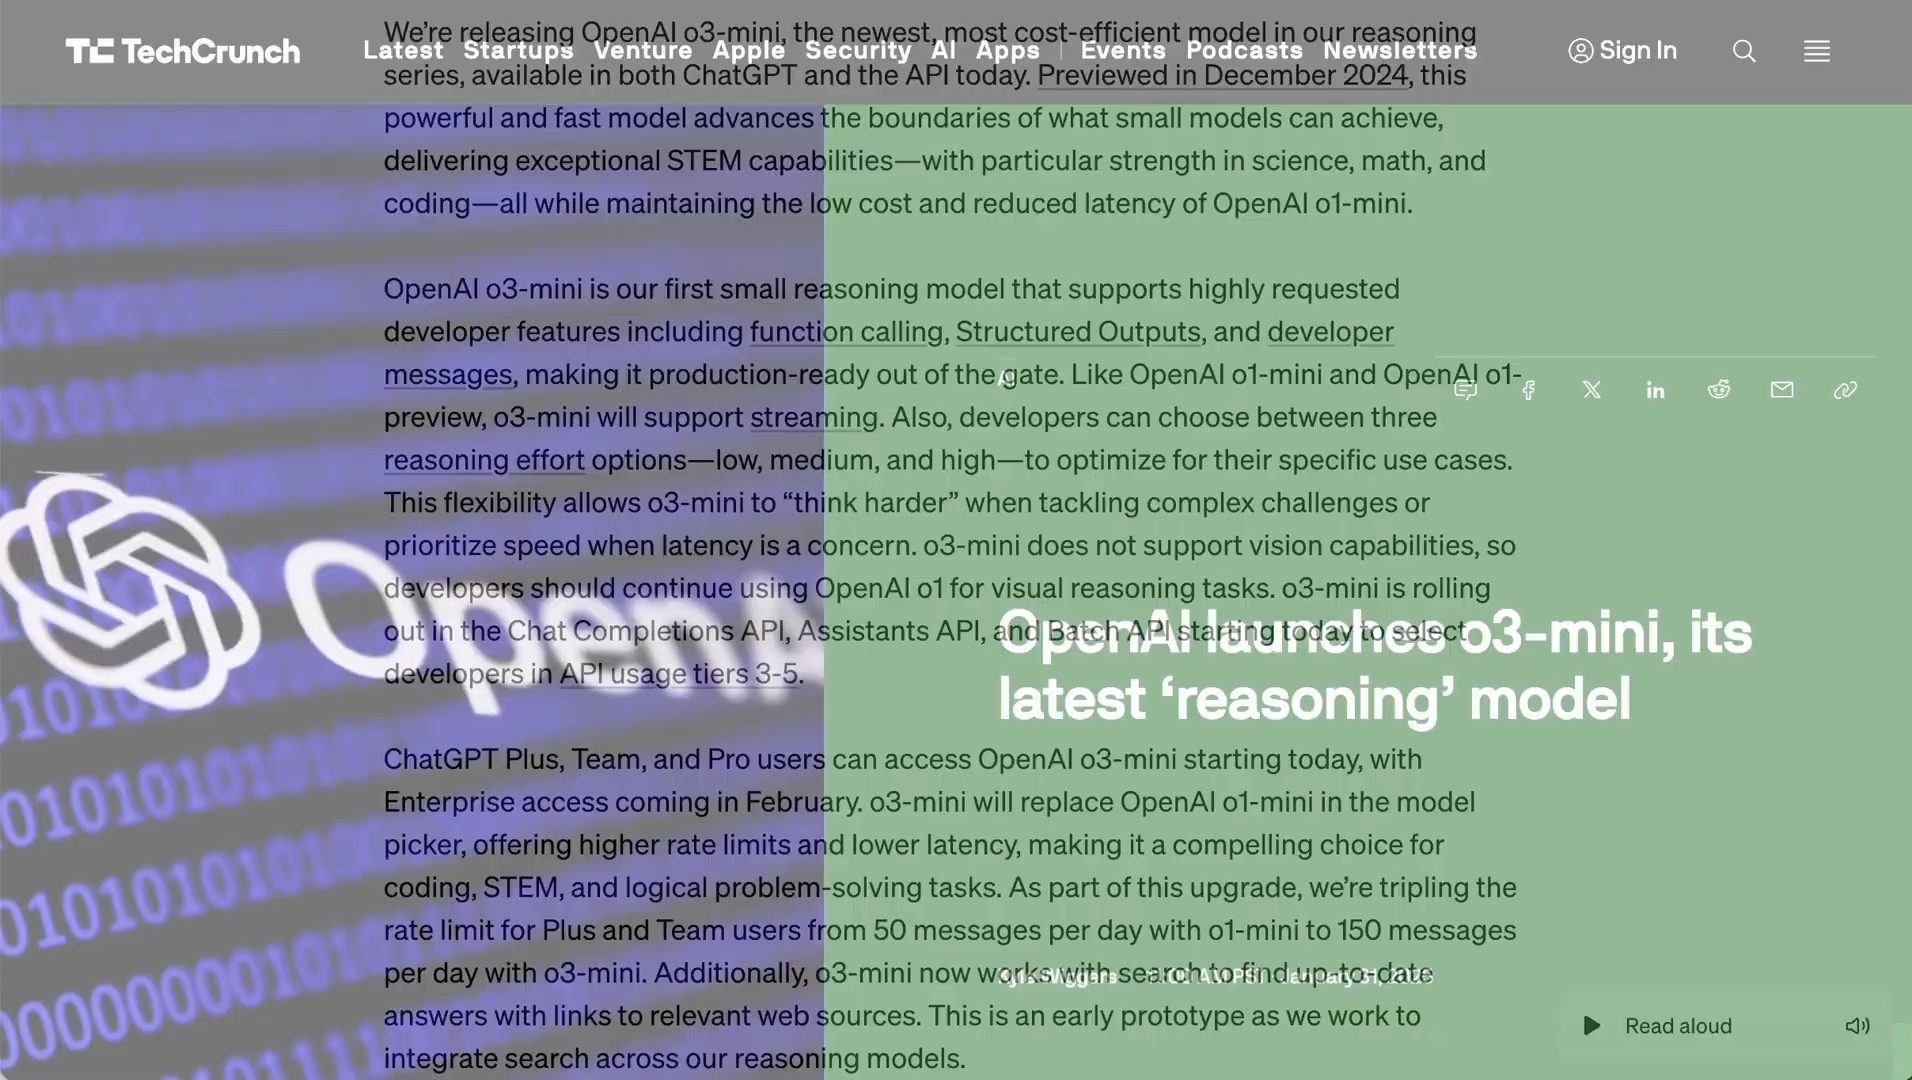 TechCrunch
Latest Startups Venture Apple Security AI Apps Events Podcasts Newsletters
Sign In
We’re releasing OpenAI o3-mini, the newest, most cost-efficient model in our reasoning
series, available in both ChatGPT and the API today. Previewed in December 2024, this
powerful and fast model advances the boundaries of what small models can achieve,
delivering exceptional STEM capabilities—with particular strength in science, math, and
coding—all while maintaining the low cost and reduced latency of OpenAI o1-mini.
OpenAI o3-mini is our first small reasoning model that supports highly requested
developer features including function calling, Structured Outputs, and developer
messages, making it production-ready out of the gate. Like OpenAI o1-mini and OpenAI o1-
preview, o3-mini will support streaming. Also, developers can choose between three
reasoning effort options—low, medium, and high—to optimize for their specific use cases.
This flexibility allows o3-mini to “think harder” when tackling complex challenges or
prioritize speed when latency is a concern. o3-mini does not support vision capabilities, so
developers should continue using OpenAI o1 for visual reasoning tasks. o3-mini is rolling
out in the Chat Completions API, Assistants API, and Batch API starting today to select
developers in API usage tiers 3-5.
OpenAI launches o3-mini, its
latest ‘reasoning’ model
ChatGPT Plus, Team, and Pro users can access OpenAI o3-mini starting today, with
Enterprise access coming in February. o3-mini will replace OpenAI o1-mini in the model
picker, offering higher rate limits and lower latency, making it a compelling choice for
coding, STEM, and logical problem-solving tasks. As part of this upgrade, we’re tripling the
rate limit for Plus and Team users from 50 messages per day with o1-mini to 150 messages
per day with o3-mini. Additionally, o3-mini now works with search to find up-to-date
answers with links to relevant web sources. This is an early prototype as we work to
integrate search across our reasoning models.
Read aloud